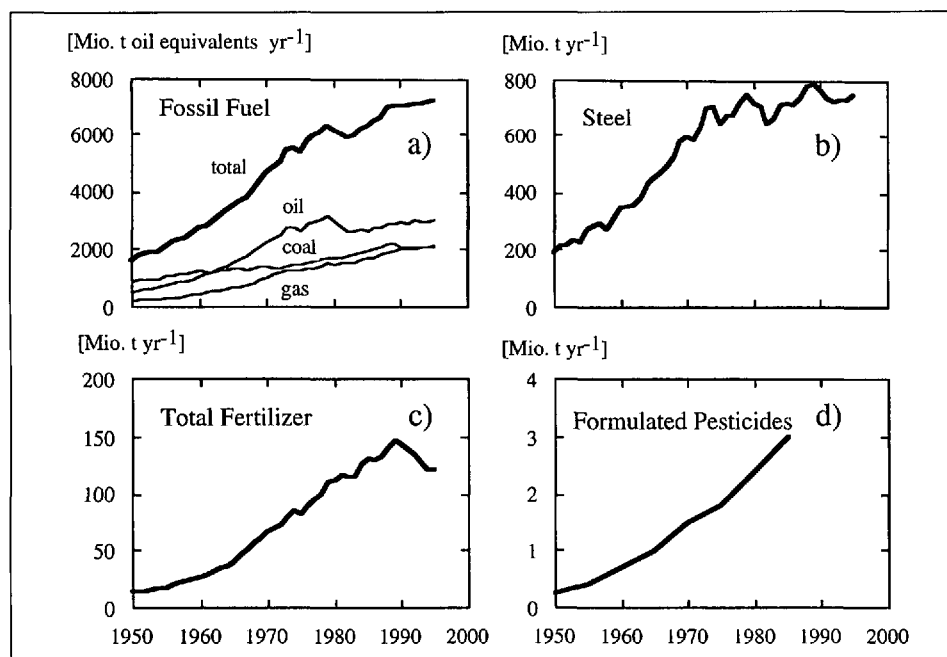 [Mio. t oil equivalents yr-1]
8000
6000
4000
2000
0
Fossil Fuel
a)
total
oil
coal
gas
[Mio. t yr-1]
800
600
400
200
0
Steel
b)
[Mio. t yr-1]
200
150
100
50
0
Total Fertilizer
c)
1950 1960 1970 1980 1990 2000
[Mio. t yr-1]
4
3
2
1
0
Formulated Pesticides
d)
1950 1960 1970 1980 1990 2000